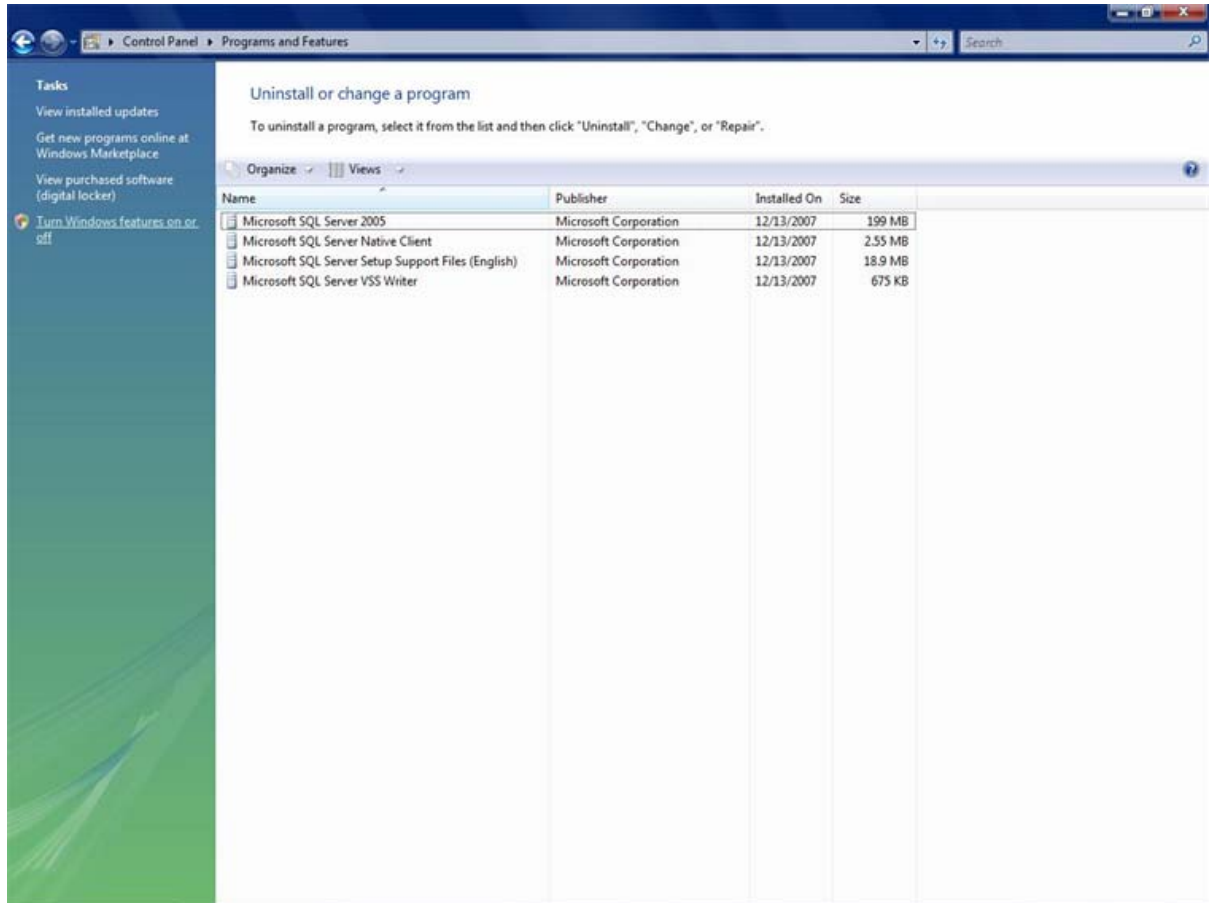 Control Panel Programs and Features Search
Tasks
View installed updates
Get new programs online at
Windows Marketplace
View purchased software
(digital locker)
Turn Windows features on or
off
Uninstall or change a program
To uninstall a program, select it from the list and then click "Uninstall", "Change", or "Repair".
Organize Views
Name Publisher Installed On Size
Microsoft SQL Server 2005 Microsoft Corporation 12/13/2007 199 MB
Microsoft SQL Server Native Client Microsoft Corporation 12/13/2007 2.55 MB
Microsoft SQL Server Setup Support Files (English) Microsoft Corporation 12/13/2007 18.9 MB
Microsoft SQL Server VSS Writer Microsoft Corporation 12/13/2007 675 KB